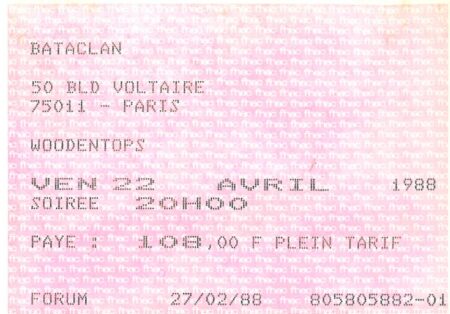 BATACLAN
50 BLD VOLTAIRE
75011 - PARIS
WOODENTOPS
VEN 22 AVRIL 1988
SOIREE 20H00
PAYE : 108,00 F PLEIN TARIF
FORUM 27/02/88 805805882-01